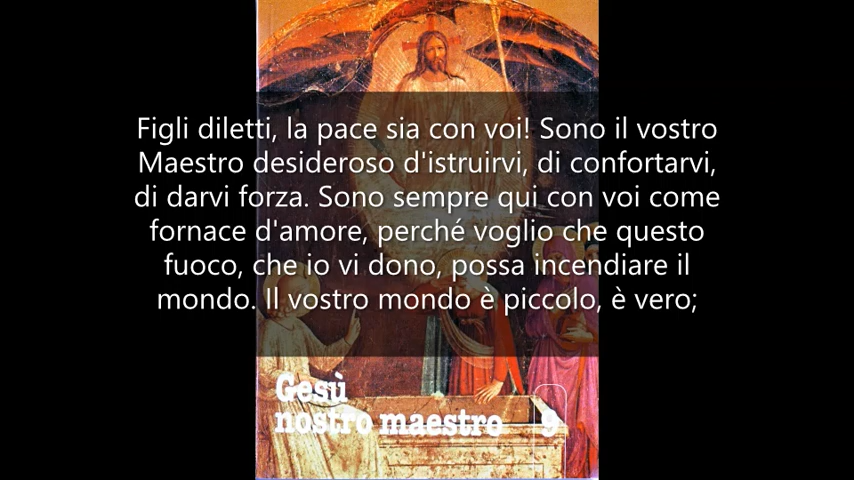 Figli diletti, la pace sia con voi! Sono il vostro
Maestro desideroso d'istruirvi, di confortarvi,
di darvi forza. Sono sempre qui con voi come
fornace d'amore, perché voglio che questo
fuoco, che io vi dono, possa incendiare il
mondo. Il vostro mondo è piccolo, è vero;
Gesù
nostro maestro 9